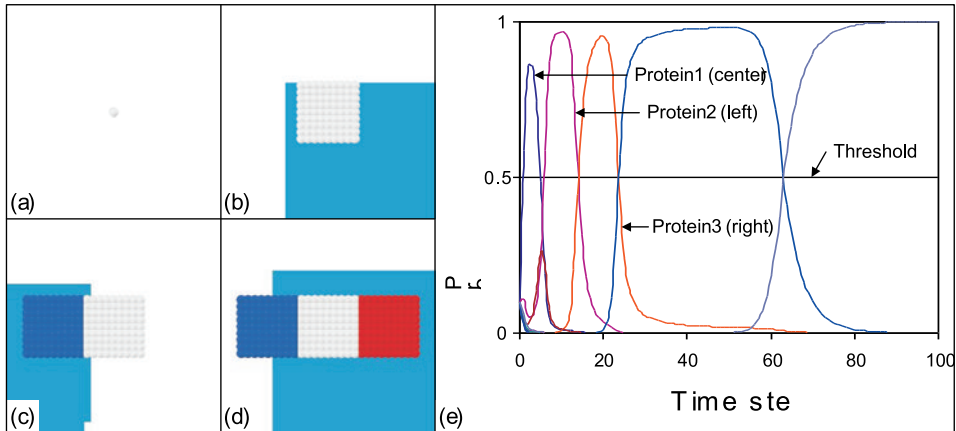 (a)
(b)
(c)
(d)
(e)
1
0.5
0
Protein1 (center)
Protein2 (left)
Threshold
Protein3 (right)
0 20 40 60 80 100
Time ste